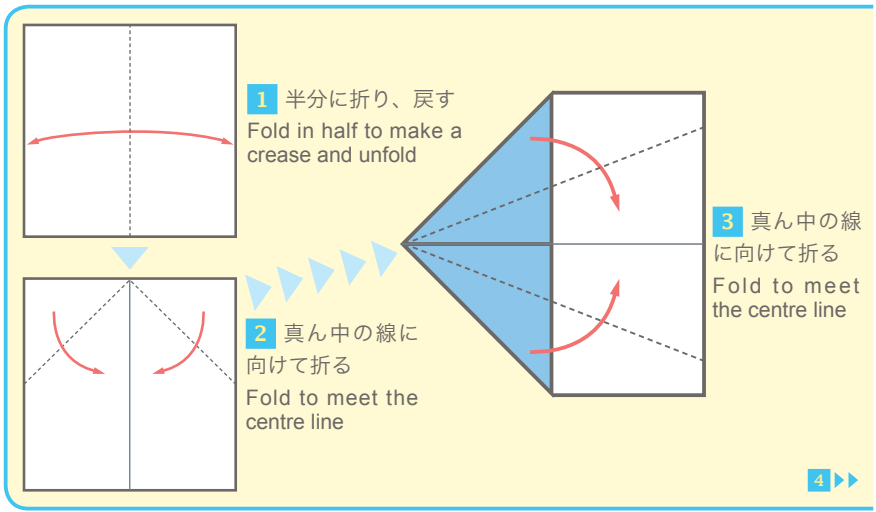 1 半分に折り、戻す
Fold in half to make a
crease and unfold
2 真ん中の線に
向けて折る
Fold to meet the
centre line
3 真ん中の線
に向けて折る
Fold to meet
the centre line
4